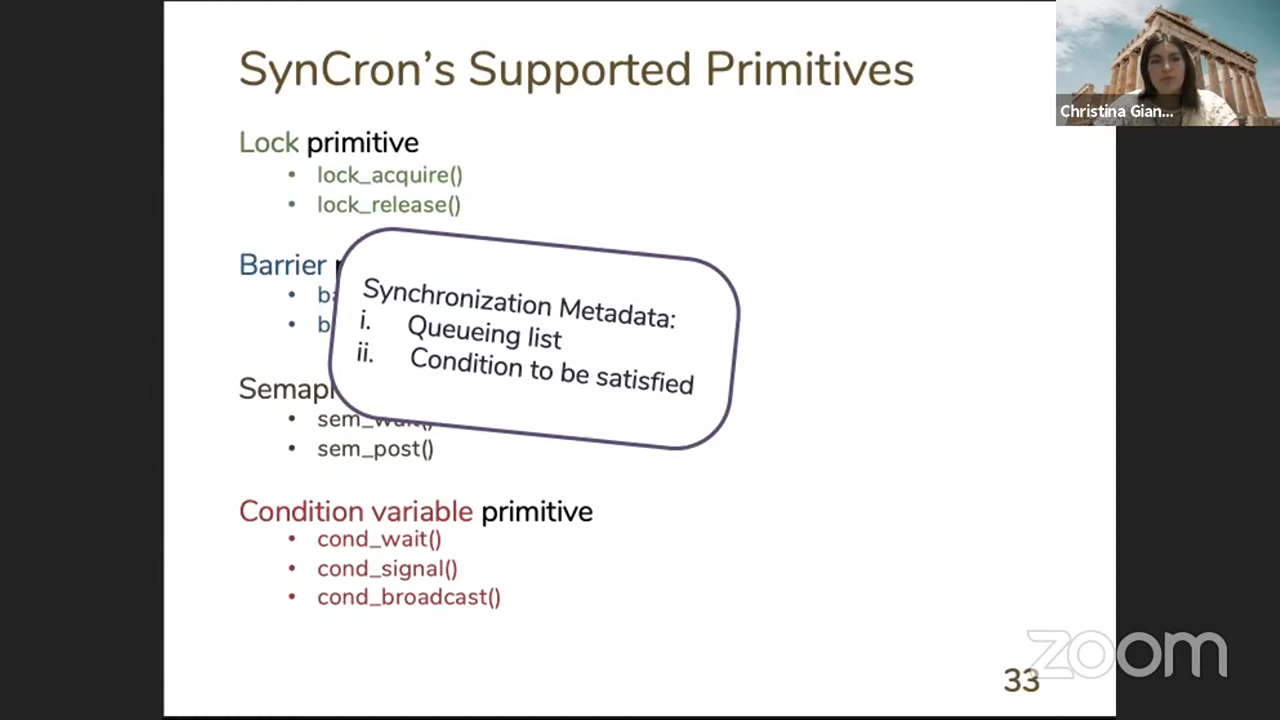 SynCron's Supported Primitives
Christina Gian...
Lock primitive
• lock_acquire()
• lock_release()
Barrier
Synchronization Metadata:
i. Queueing list
ii. Condition to be satisfied
• sem_wait()
• sem_post()
Condition variable primitive
• cond_wait()
• cond_signal()
• cond_broadcast()
33
zoom